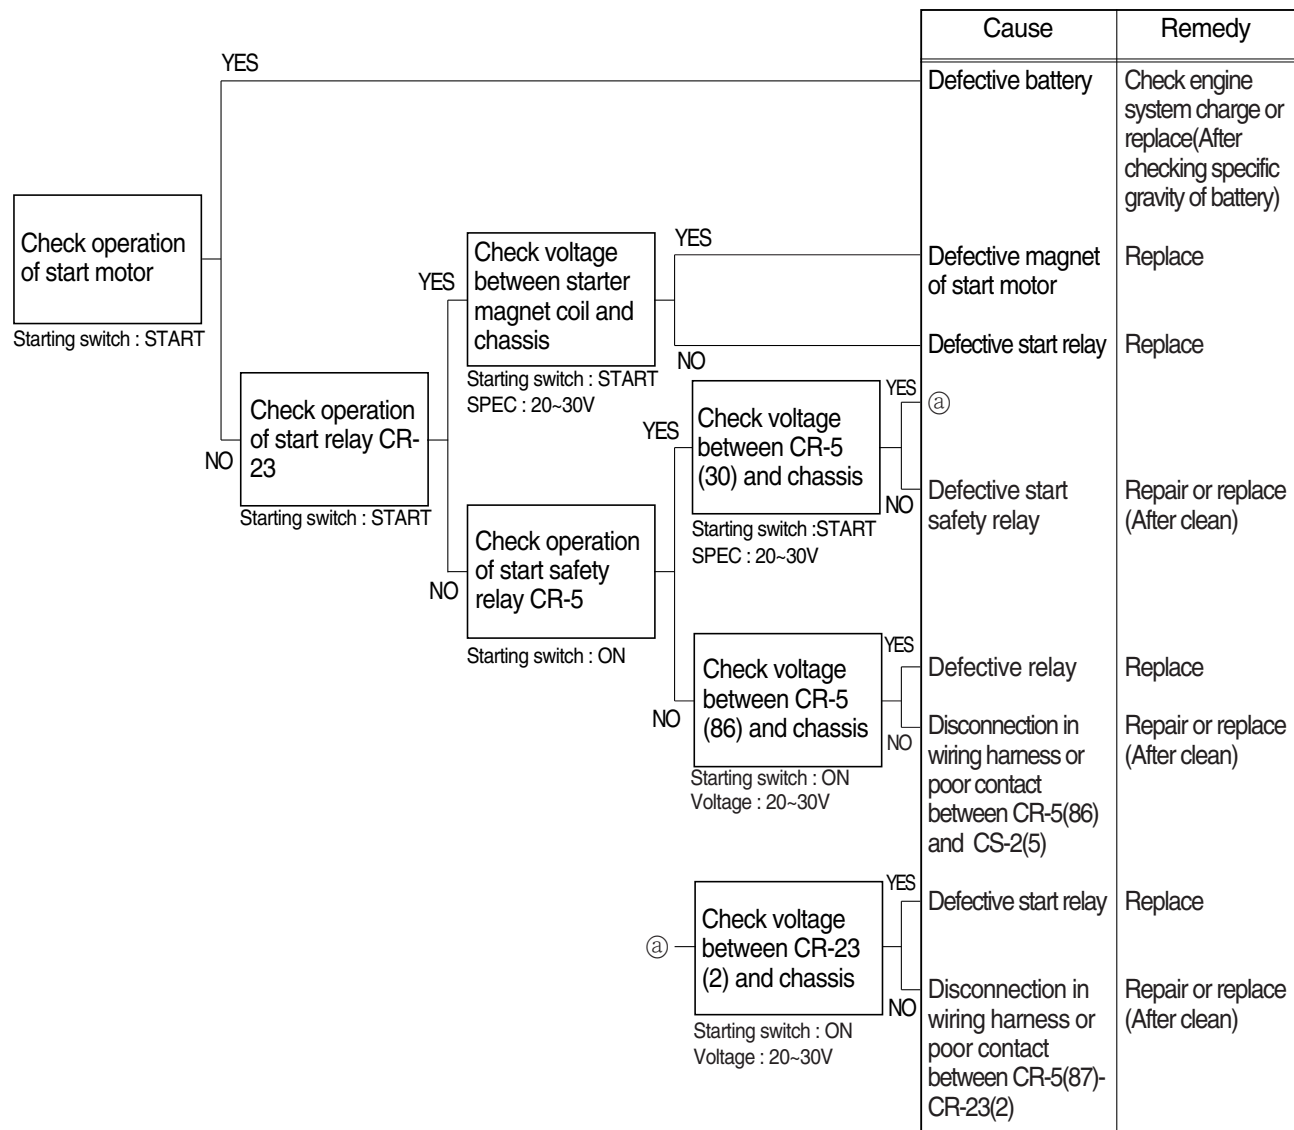 Cause
Remedy
YES
Defective battery
Check engine
system charge or
replace(After
checking specific
gravity of battery)
Check operation
of start motor
Starting switch : START
YES
Check voltage
between starter
magnet coil and
chassis
Starting switch : START
SPEC : 20~30V
YES
Defective magnet
of start motor
Replace
NO
Defective start relay
Replace
NO
Check operation
of start relay CR-
23
Starting switch : START
YES
Check voltage
between CR-5
(30) and chassis
Starting switch :START
SPEC : 20~30V
YES
ⓐ
NO
Defective start
safety relay
Repair or replace
(After clean)
NO
Check operation
of start safety
relay CR-5
Starting switch : ON
NO
Check voltage
between CR-5
(86) and chassis
Starting switch : ON
Voltage : 20~30V
YES
Defective relay
Replace
NO
Disconnection in
wiring harness or
poor contact
between CR-5(86)
and CS-2(5)
Repair or replace
(After clean)
ⓐ
Check voltage
between CR-23
(2) and chassis
Starting switch : ON
Voltage : 20~30V
YES
Defective start relay
Replace
NO
Disconnection in
wiring harness or
poor contact
between CR-5(87)-
CR-23(2)
Repair or replace
(After clean)